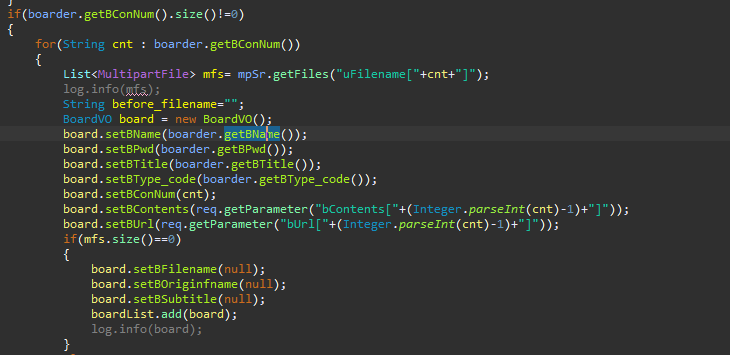 }
if(boarder.getBConNum().size()!=0)
{
for(String cnt : boarder.getBConNum())
{
List<MultipartFile> mfs= mpSr.getFiles("uFilename["+cnt+"]");
log.info(mfs);
String before_filename="";
BoardVO board = new BoardVO();
board.setBName(boarder.getBName());
board.setBPwd(boarder.getBPwd());
board.setBTitle(boarder.getBTitle());
board.setBType_code(boarder.getBType_code());
board.setBConNum(cnt);
board.setBContents(req.getParameter("bContents["+(Integer.parseInt(cnt)-1)+"]"));
board.setBUrl(req.getParameter("bUrl["+(Integer.parseInt(cnt)-1)+"]"));
if(mfs.size()==0)
{
board.setBFilename(null);
board.setBOriginfname(null);
board.setBSubtitle(null);
boardList.add(board);
log.info(board);
}